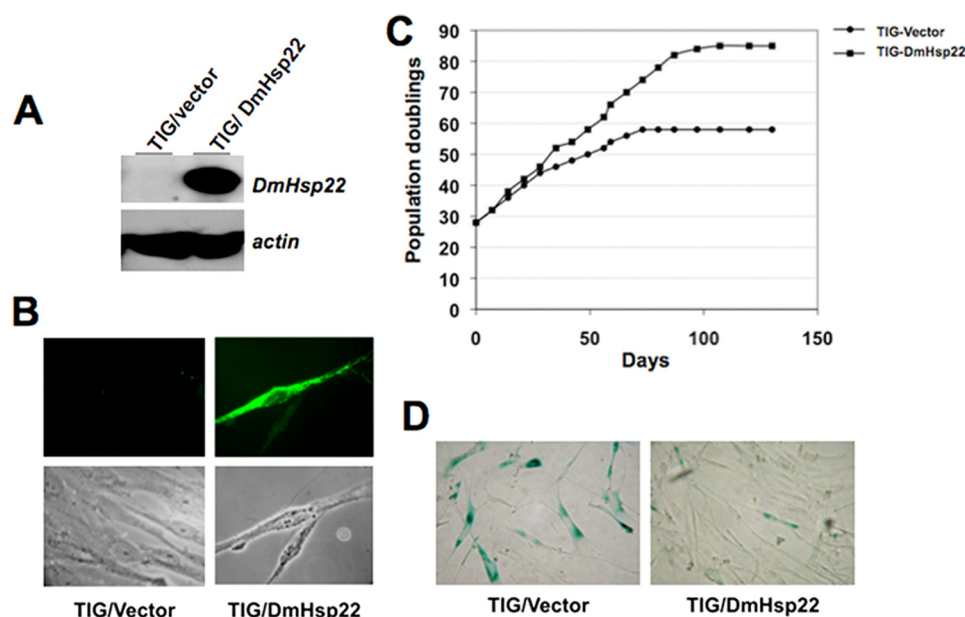 A
TIG/vector
TIG/ DmHsp22
DmHsp22
actin
B
TIG/Vector
TIG/DmHsp22
C
Population doublings
90
80
70
60
50
40
30
20
10
0
0
50
100
150
Days
TIG-Vector
TIG-DmHsp22
D
TIG/Vector
TIG/DmHsp22